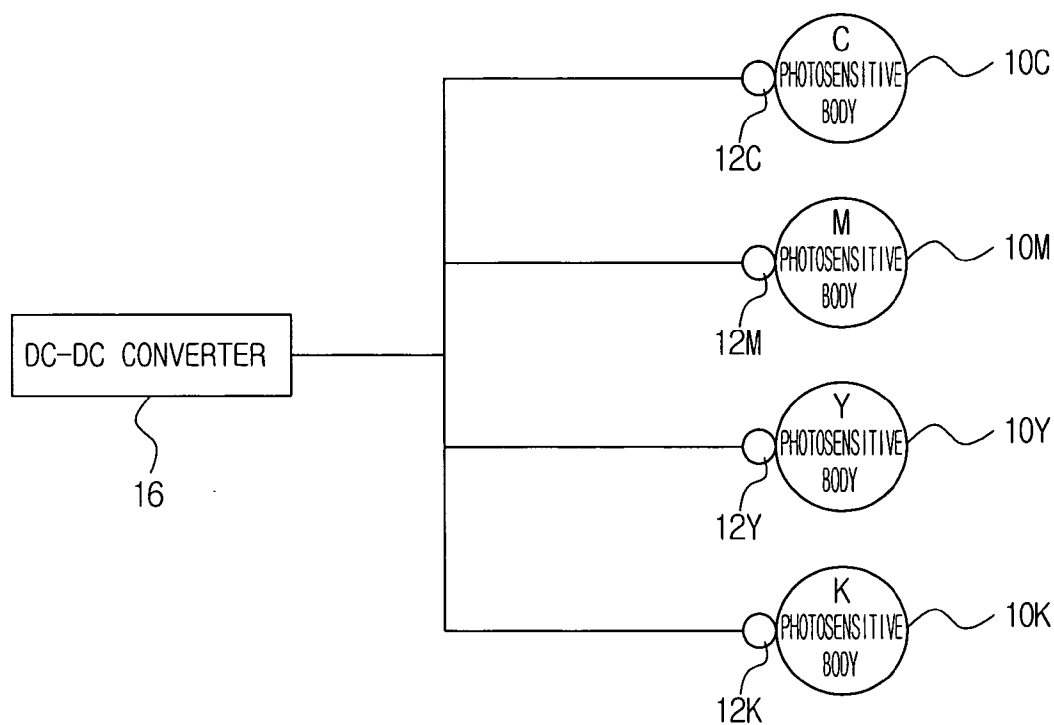 C
PHOTOSENSITIVE
BODY
10C
12C
M
PHOTOSENSITIVE
BODY
10M
12M
DC-DC CONVERTER
16
Y
PHOTOSENSITIVE
BODY
10Y
12Y
K
PHOTOSENSITIVE
BODY
10K
12K